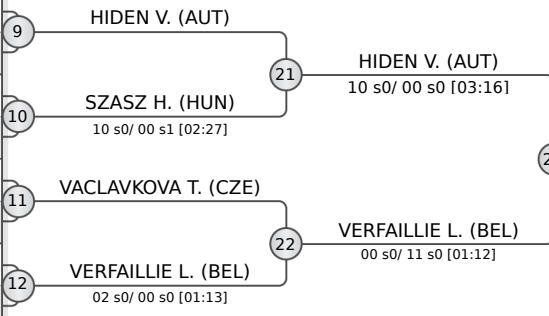 HIDEN V. (AUT)
9
21
HIDEN V. (AUT)
10 s0/ 00 s0 [03:16]
SZASZ H. (HUN)
10
10 s0/ 00 s1 [02:27]
VACLAVKOVA T. (CZE)
11
22
VERFAILLIE L. (BEL)
00 s0/ 11 s0 [01:12]
VERFAILLIE L. (BEL)
12
02 s0/ 00 s0 [01:13]